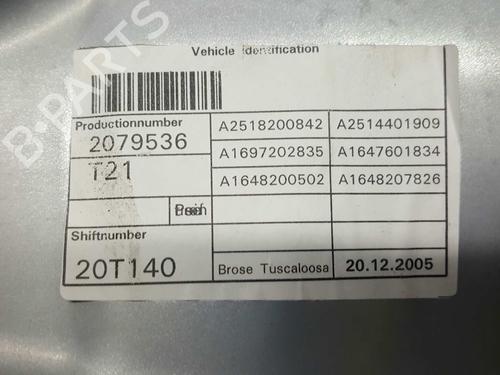 Vehicle Identification
Productionnumber
2079536
T21
A2518200842 A2514401909
A1697202835 A1647601834
A1648200502 A1648207826
Shiftnumber
20T140
Brose Tuscaloosa 20.12.2005
B-PARTS